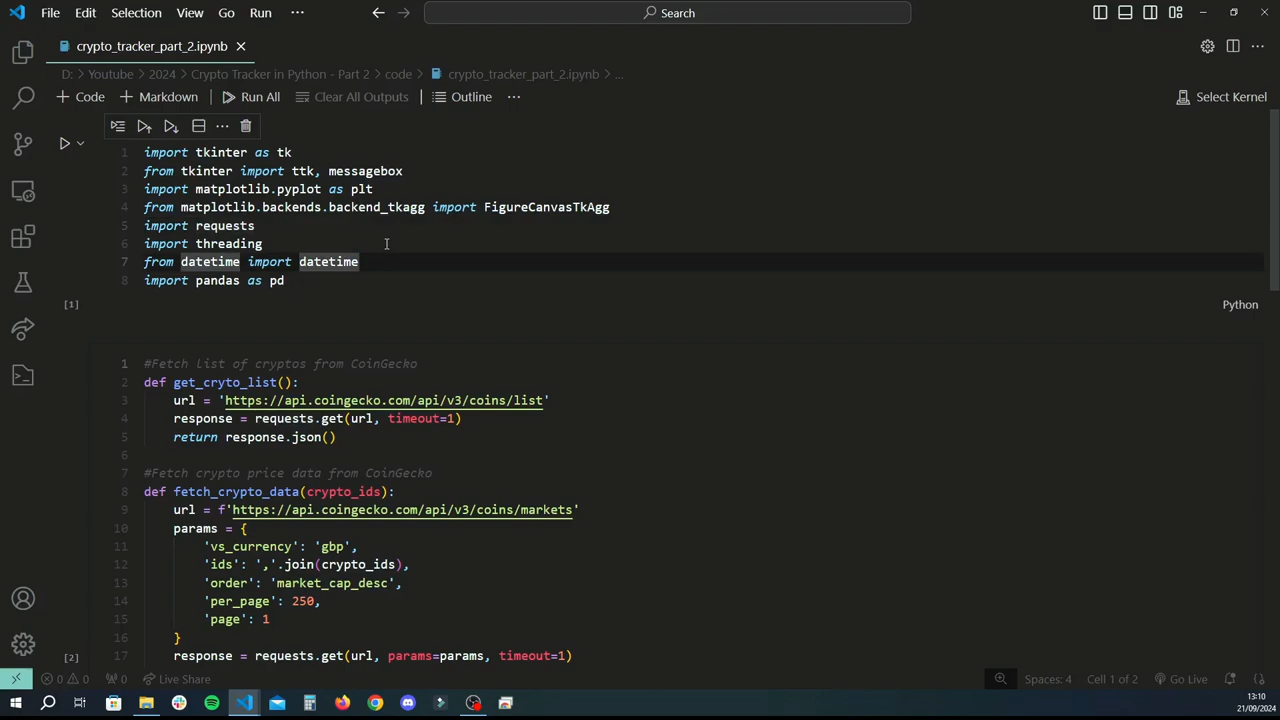 File Edit Selection View Go Run ··· Search
crypto_tracker_part_2.ipynb
D: > Youtube > 2024 > Crypto Tracker in Python - Part 2 > code > crypto_tracker_part_2.ipynb > ...
+ Code + Markdown Run All Clear All Outputs Outline ··· Select Kernel
1 import tkinter as tk
2 from tkinter import ttk, messagebox
3 import matplotlib.pyplot as plt
4 from matplotlib.backends.backend_tkagg import FigureCanvasTkAgg
5 import requests
6 import threading
7 from datetime import datetime
8 import pandas as pd
[1] Python
1 #Fetch list of cryptos from CoinGecko
2 def get_cryto_list():
3 url = 'https://api.coingecko.com/api/v3/coins/list'
4 response = requests.get(url, timeout=1)
5 return response.json()
6
7 #Fetch crypto price data from CoinGecko
8 def fetch_crypto_data(crypto_ids):
9 url = f'https://api.coingecko.com/api/v3/coins/markets'
10 params = {
11 'vs_currency': 'gbp',
12 'ids': ','.join(crypto_ids),
13 'order': 'market_cap_desc',
14 'per_page': 250,
15 'page': 1
16 }
17 response = requests.get(url, params=params, timeout=1)
[2]
0 0 0 Live Share Spaces: 4 Cell 1 of 2 Go Live
13:10
21/09/2024